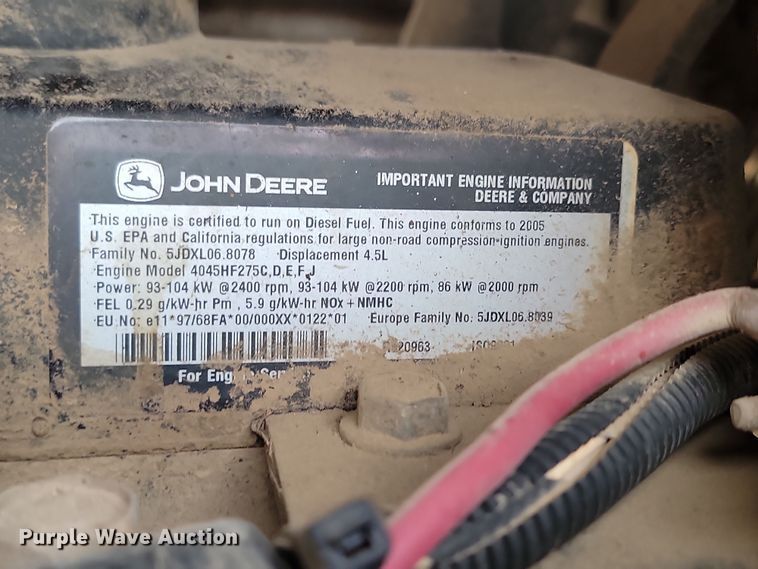 JOHN DEERE
IMPORTANT ENGINE INFORMATION
DEERE & COMPANY
This engine is certified to run on Diesel Fuel. This engine conforms to 2005
U.S. EPA and California regulations for large non-road compression-ignition engines.
Family No. 5JDXL06.8078 Displacement 4.5L
Engine Model 4045HF275C,D,E,F,J
Power: 93-104 kW @2400 rpm, 93-104 kW @2200 rpm, 86 kW @2000 rpm
FEL 0.29 g/kW-hr Pm , 5.9 g/kW-hr NOX + NMHC
EU No: e11*97/68FA*00/000XX*0122*01 Europe Family No: 5JDXL06.8039
20963
For
Purple Wave Auction